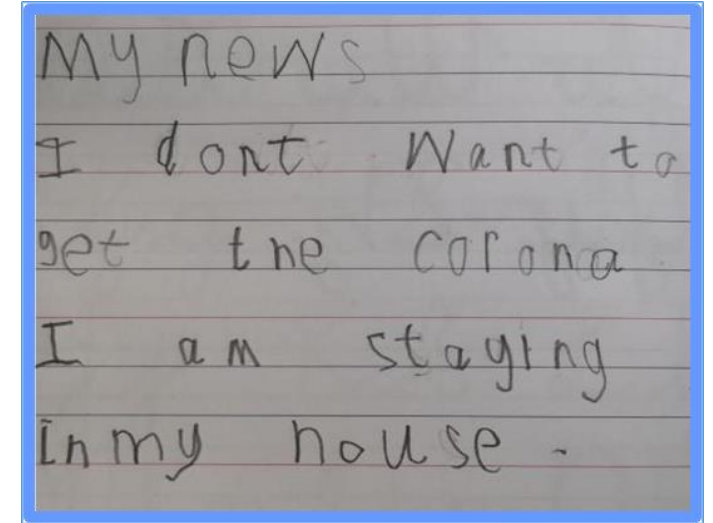 My news
I dont Want to
get the corona
I am staying
in my house.